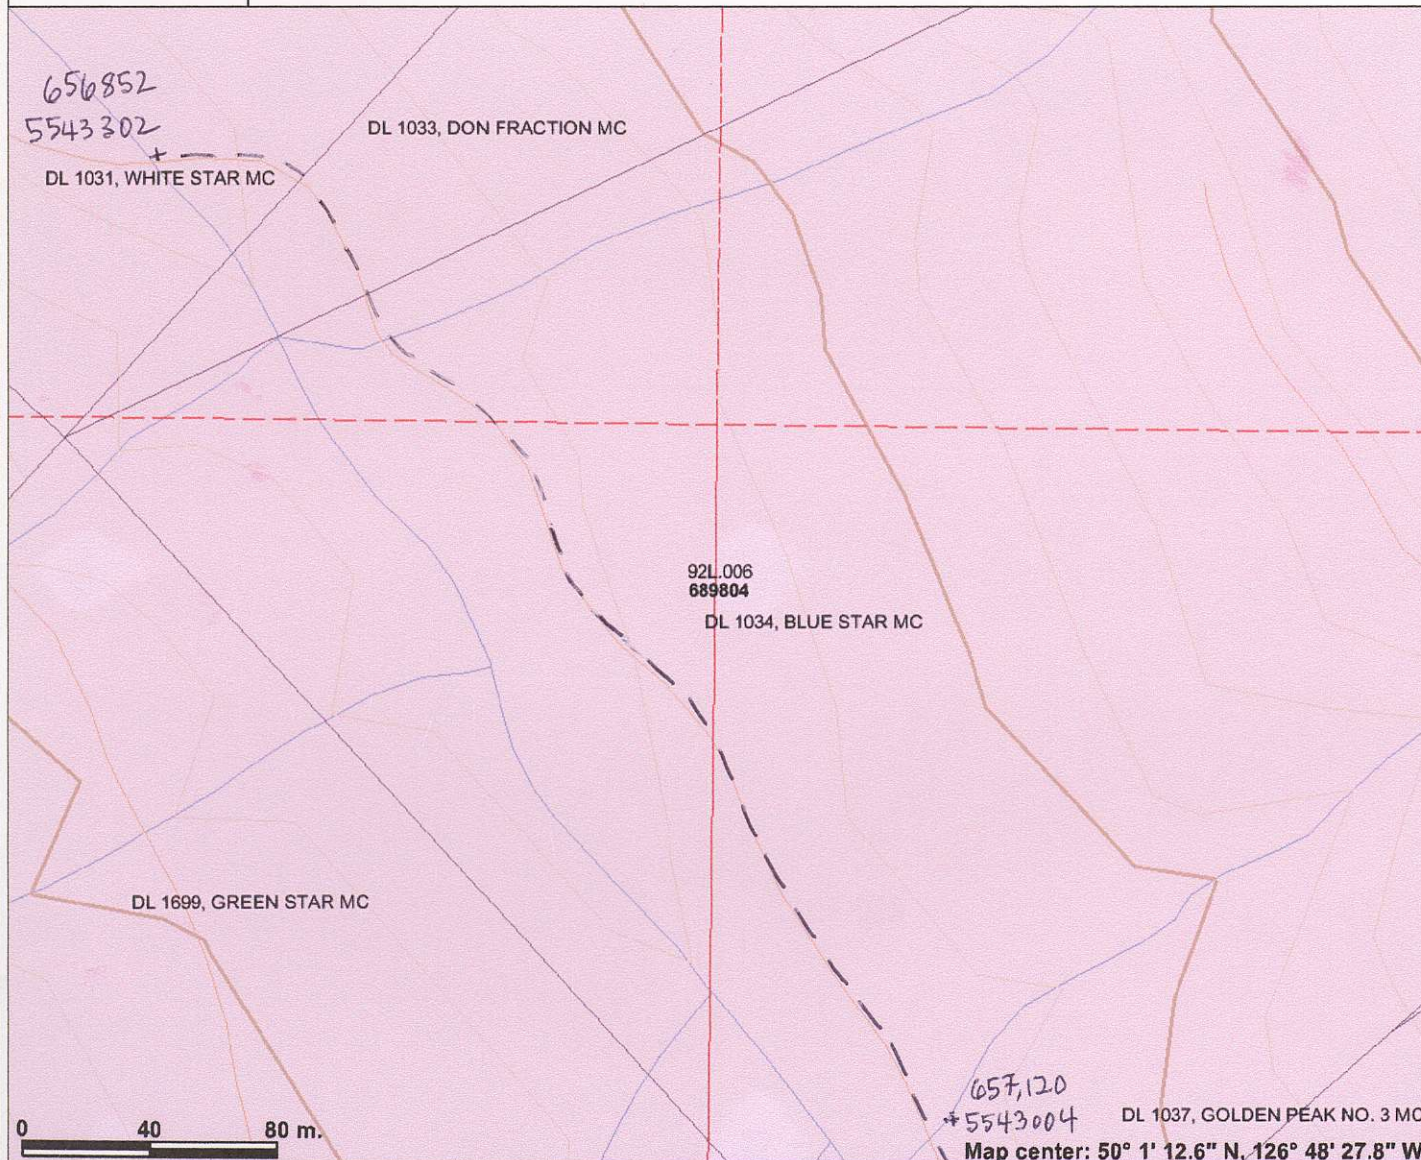 656852
5543302
DL 1033, DON FRACTION MC
DL 1031, WHITE STAR MC
92L.006
689804
DL 1034, BLUE STAR MC
DL 1699, GREEN STAR MC
657,120
5543004
DL 1037, GOLDEN PEAK NO. 3 MC
0 40 80 m.
Map center: 50° 1' 12.6" N, 126° 48' 27.8" W